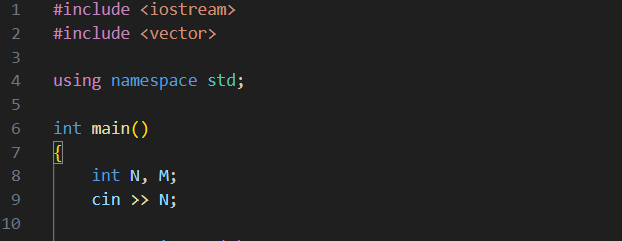 1 #include <iostream>
2 #include <vector>
3
4 using namespace std;
5
6 int main()
7 {
8 int N, M;
9 cin >> N;
10